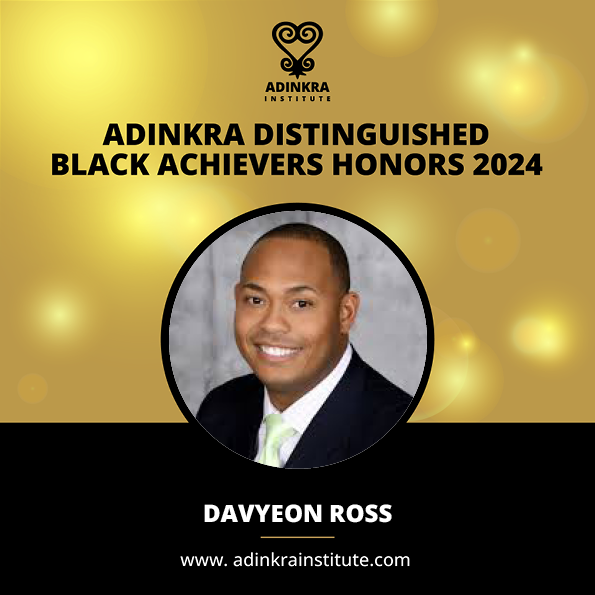 ADINKRA
INSTITUTE
ADINKRA DISTINGUISHED
BLACK ACHIEVERS HONORS 2024
DAVYEON ROSS
www. adinkrainstitute.com